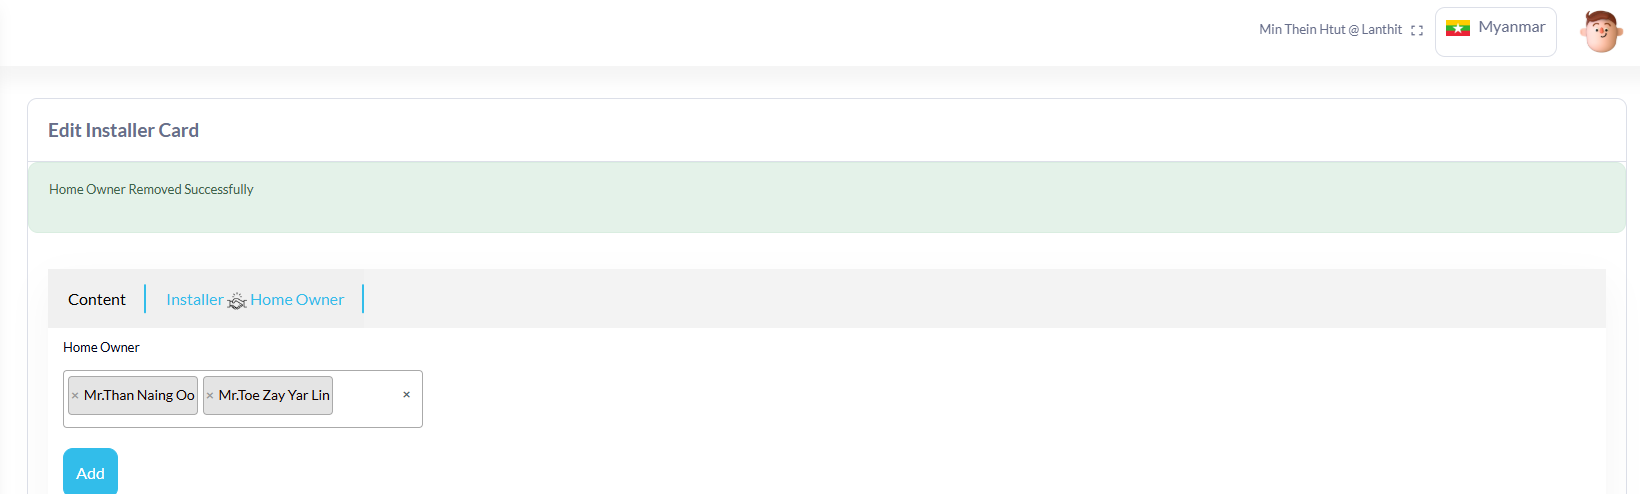 Min Thein Htut @ Lanthit
Myanmar
Edit Installer Card
Home Owner Removed Successfully
Content
Installer Home Owner
Home Owner
× Mr.Than Naing Oo × Mr.Toe Zay Yar Lin ×
Add